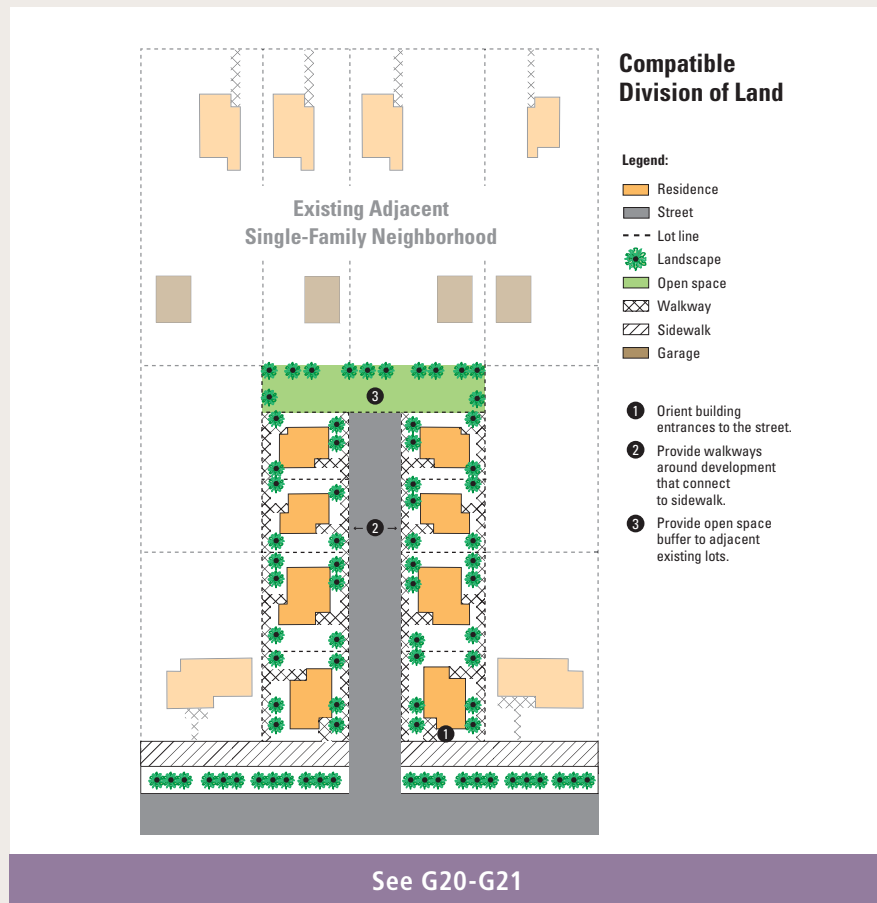 Compatible
Division of Land
Legend:
Residence
Street
Lot line
Landscape
Open space
Walkway
Sidewalk
Garage
1 Orient building
entrances to the street.
2 Provide walkways
around development
that connect
to sidewalk.
3 Provide open space
buffer to adjacent
existing lots.
Existing Adjacent
Single-Family Neighborhood
3
2
1
See G20-G21